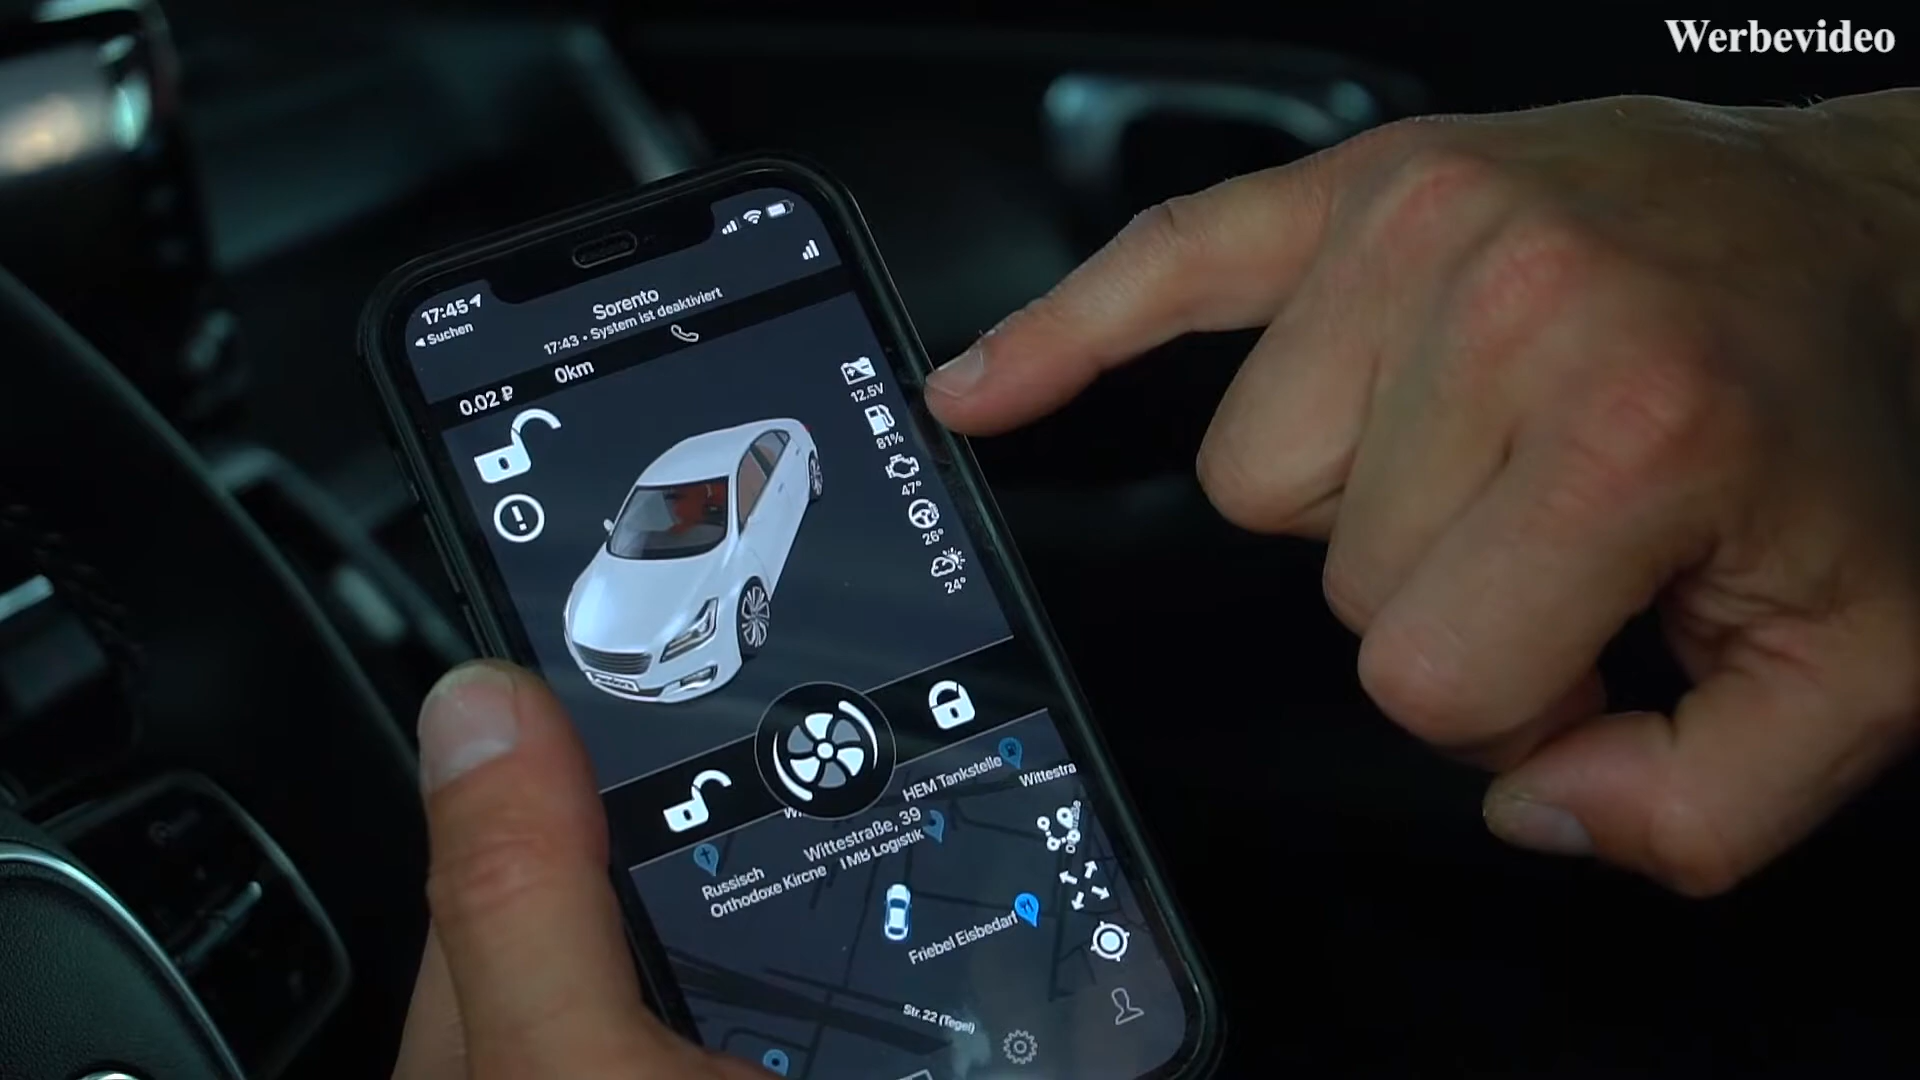 Werbevideo
17:45
Suchen
Sorento
17:43 • System ist deaktiviert
0.02 ₽
0km
12.5V
81%
47°
26°
24°
HEM Tankstelle
Wittestra
Wittestraße, 39
TMB Logistik
Russisch
Orthodoxe Kirche
Friebel Eisbedarf
Str. 22 (Tegel)